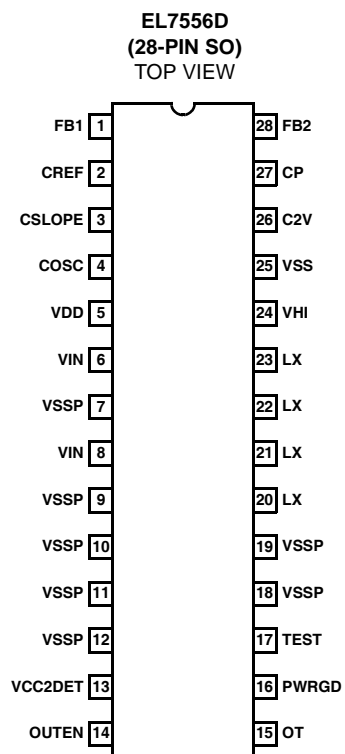 EL7556D
(28-PIN SO)
TOP VIEW
FB1 1 28 FB2
CREF 2 27 CP
CSLOPE 3 26 C2V
COSC 4 25 VSS
VDD 5 24 VHI
VIN 6 23 LX
VSSP 7 22 LX
VIN 8 21 LX
VSSP 9 20 LX
VSSP 10 19 VSSP
VSSP 11 18 VSSP
VSSP 12 17 TEST
VCC2DET 13 16 PWRGD
OUTEN 14 15 OT